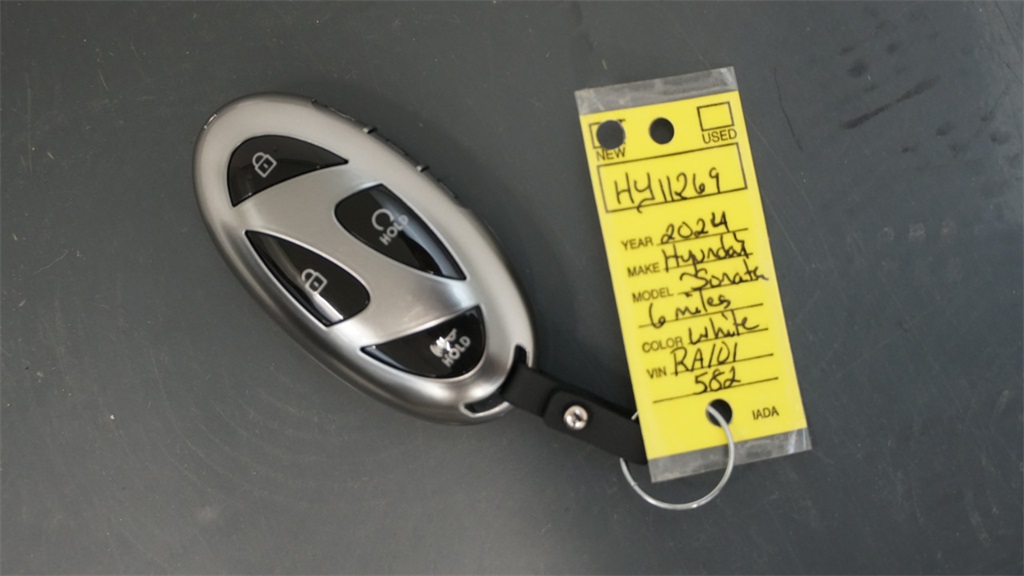 HOLD
HOLD
NEW
USED
HY11269
YEAR 2024
MAKE Hyundai
MODEL Sonata
6 miles
COLOR White
VIN RA101
582
IADA